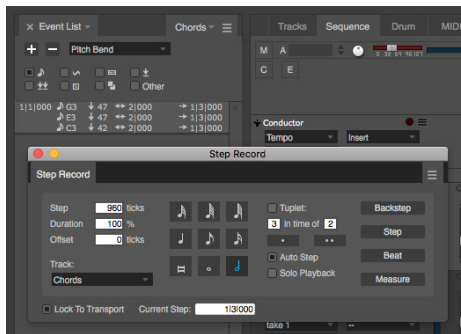 × Event List
Chords
Tracks Sequence Drum MIDI
+ − Pitch Bend
M A
C E
Other
1|1|000 G3 47 2|000 → 1|3|000
E3 47 2|000 → 1|3|000
C3 42 2|000 → 1|3|000
Conductor
Tempo Insert
Step Record
Step Record
Step 960 ticks
Duration 100 %
Offset 0 ticks
Track:
Chords
Tuplet:
3 in time of 2
Auto Step
Solo Playback
Backstep
Step
Beat
Measure
Lock To Transport Current Step: 1|3|000
take 1